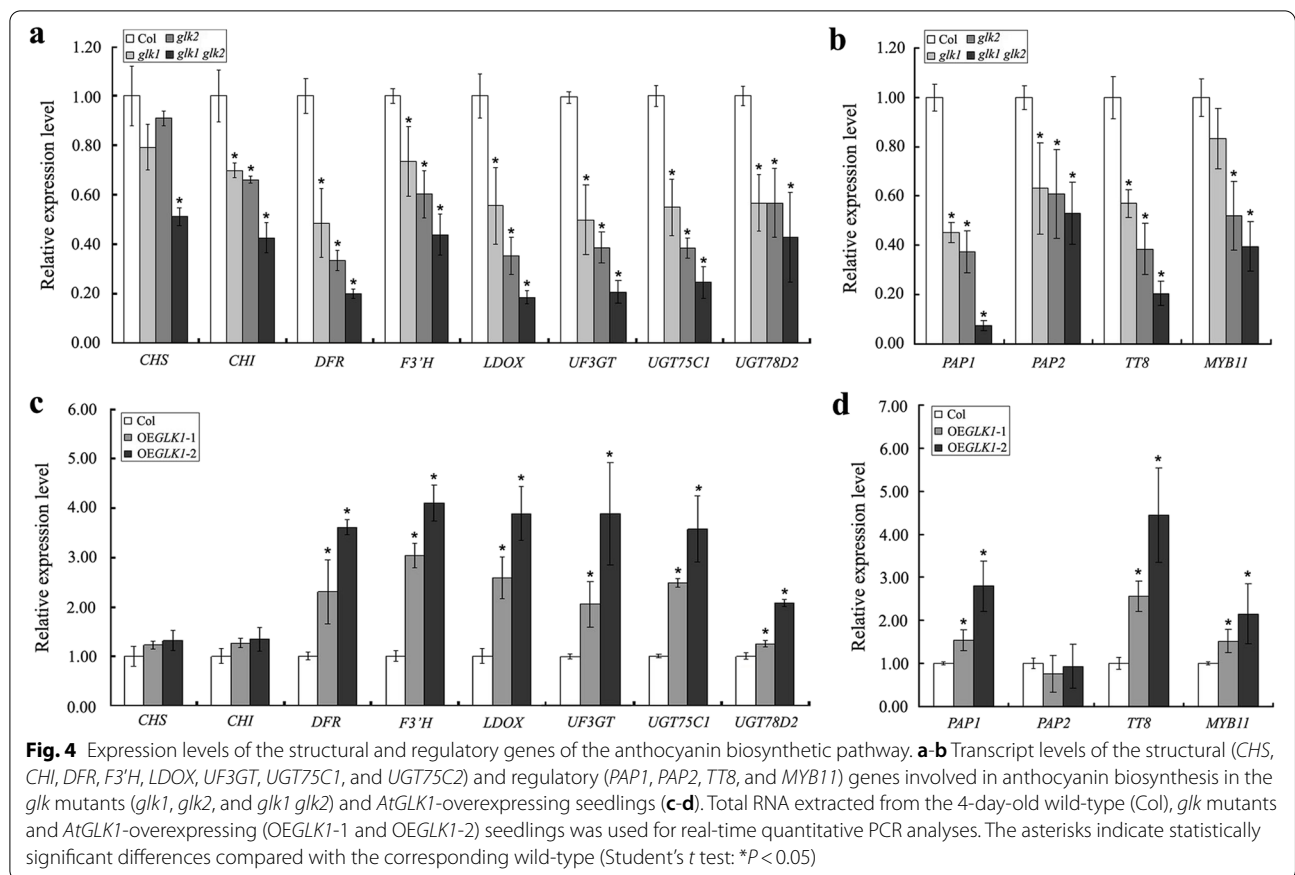 a
Col glk2
glk1 glk1 glk2
Relative expression level
1.20
1.00
0.80
0.60
0.40
0.20
0.00
* * * * * * * * * * * * * * * * * * * * * *
CHS CHI DFR F3'H LDOX UF3GT UGT75C1 UGT78D2
b
Col glk2
glk1 glk1 glk2
Relative expression level
1.20
1.00
0.80
0.60
0.40
0.20
0.00
* * * * * * * * * * *
PAP1 PAP2 TT8 MYB11
c
Col
OEGLK1-1
OEGLK1-2
Relative expression level
6.00
5.00
4.00
3.00
2.00
1.00
0.00
* * * * * * * * * * * *
CHS CHI DFR F3'H LDOX UF3GT UGT75C1 UGT78D2
d
Col
OEGLK1-1
OEGLK1-2
Relative expression level
7.00
6.00
5.00
4.00
3.00
2.00
1.00
0.00
* * * * * *
PAP1 PAP2 TT8 MYB11
Fig. 4 Expression levels of the structural and regulatory genes of the anthocyanin biosynthetic pathway. a-b Transcript levels of the structural (CHS,
CHI, DFR, F3'H, LDOX, UF3GT, UGT75C1, and UGT75C2) and regulatory (PAP1, PAP2, TT8, and MYB11) genes involved in anthocyanin biosynthesis in the
glk mutants (glk1, glk2, and glk1 glk2) and AtGLK1-overexpressing seedlings (c-d). Total RNA extracted from the 4-day-old wild-type (Col), glk mutants
and AtGLK1-overexpressing (OEGLK1-1 and OEGLK1-2) seedlings was used for real-time quantitative PCR analyses. The asterisks indicate statistically
significant differences compared with the corresponding wild-type (Student's t test: *P < 0.05)